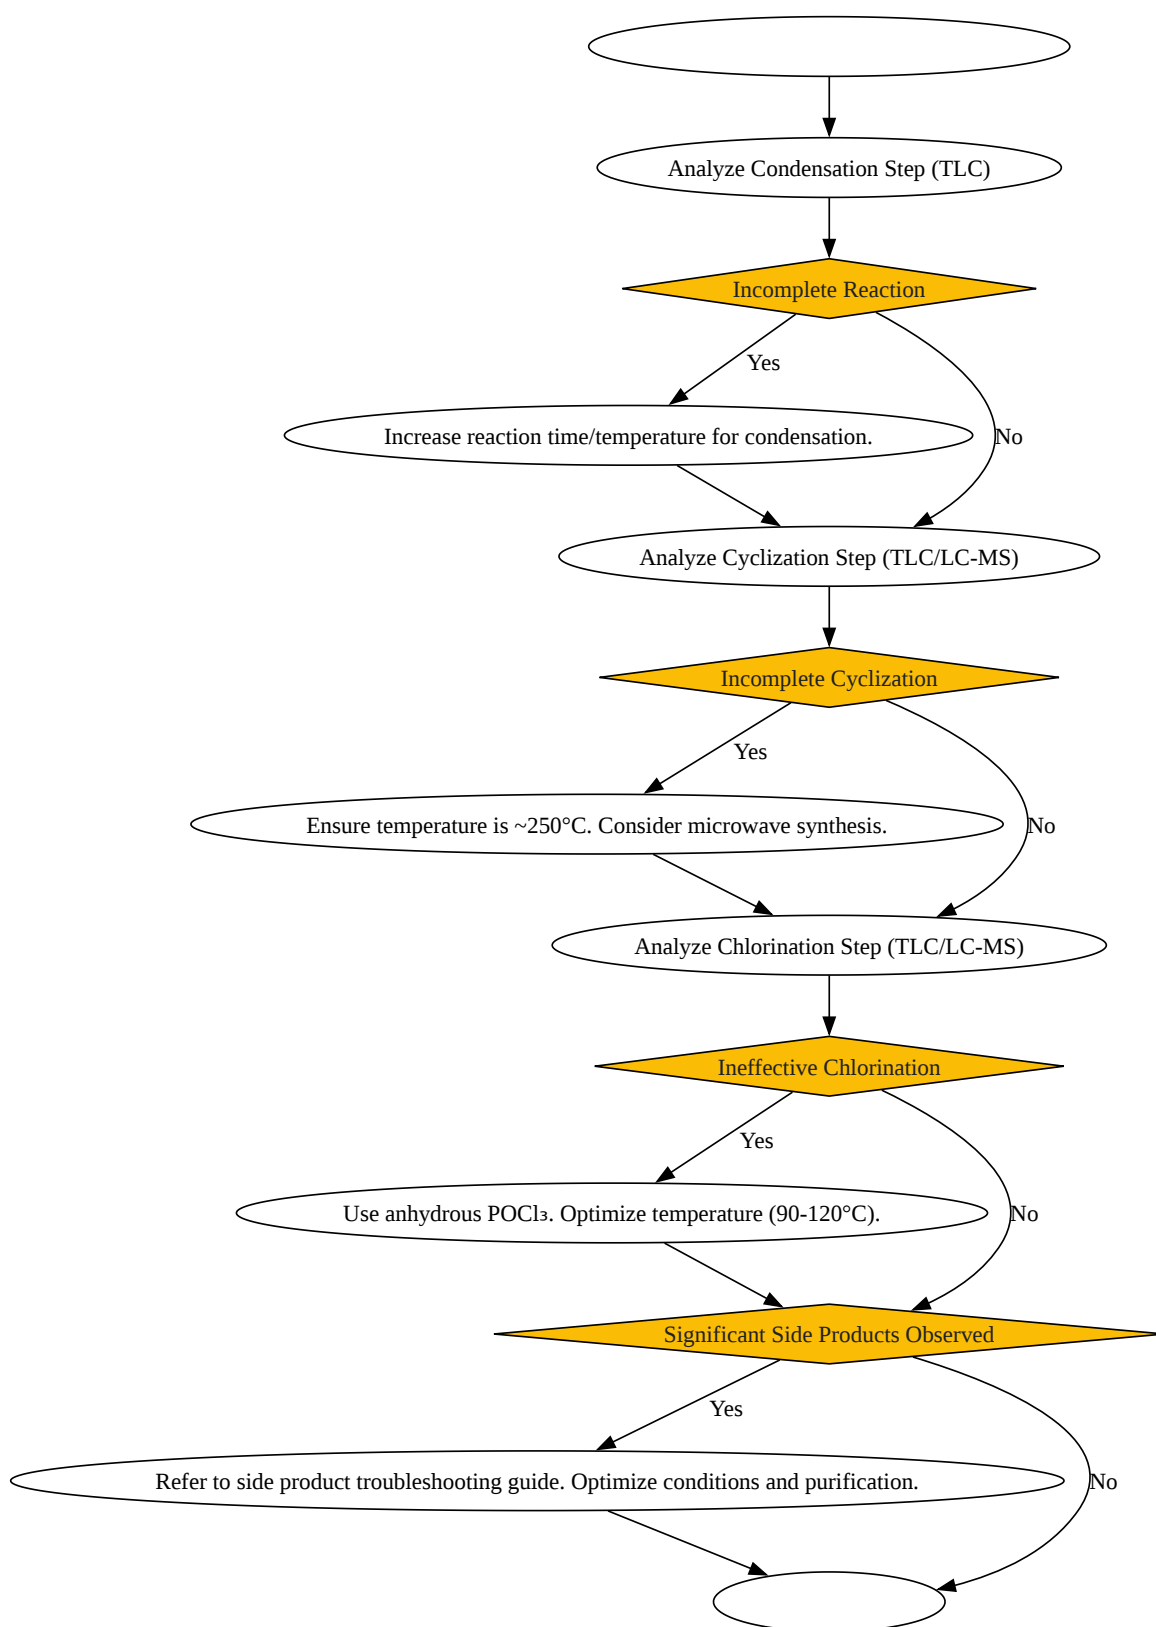 Analyze Condensation Step (TLC)
Incomplete Reaction
Yes
Increase reaction time/temperature for condensation.
No
Analyze Cyclization Step (TLC/LC-MS)
Incomplete Cyclization
Yes
Ensure temperature is ~250°C. Consider microwave synthesis.
No
Analyze Chlorination Step (TLC/LC-MS)
Ineffective Chlorination
Yes
Use anhydrous POCl₃. Optimize temperature (90-120°C).
No
Significant Side Products Observed
Yes
Refer to side product troubleshooting guide. Optimize conditions and purification.
No